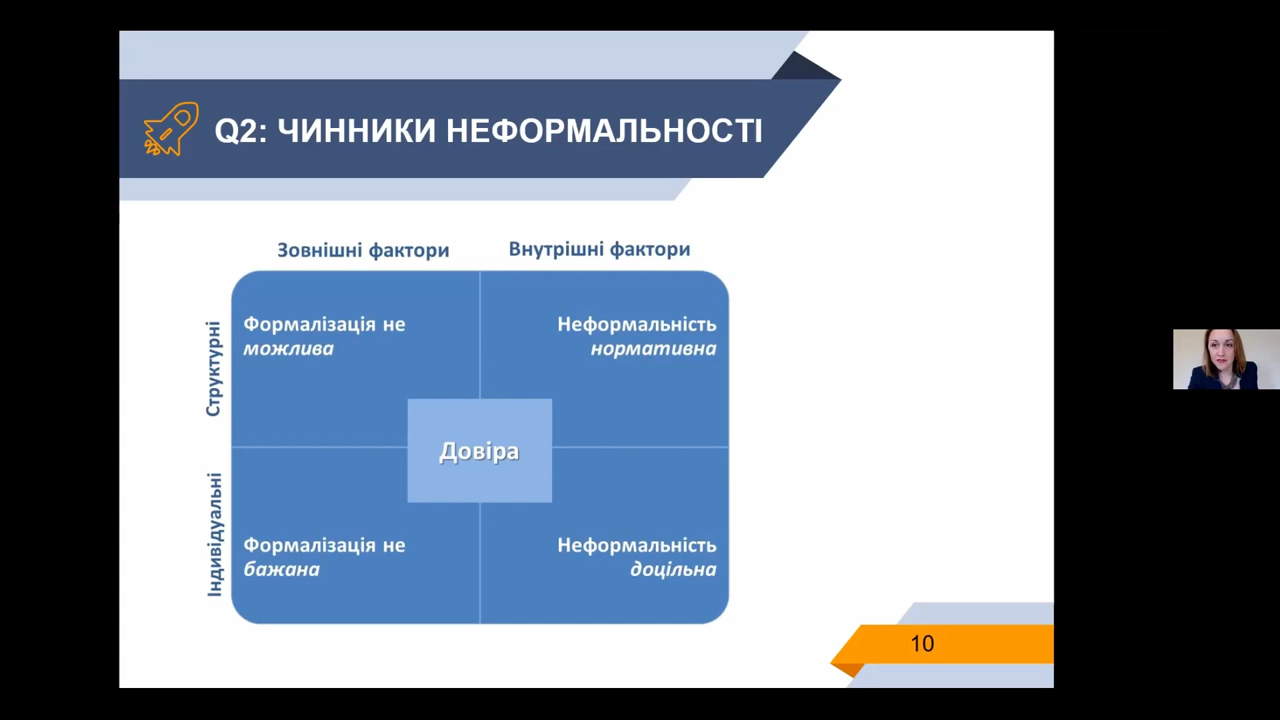 Q2: ЧИННИКИ НЕФОРМАЛЬНОСТІ
Зовнішні фактори
Внутрішні фактори
Структурні
Формалізація не
можлива
Неформальність
нормативна
Довіра
Індивідуальні
Формалізація не
бажана
Неформальність
доцільна
10